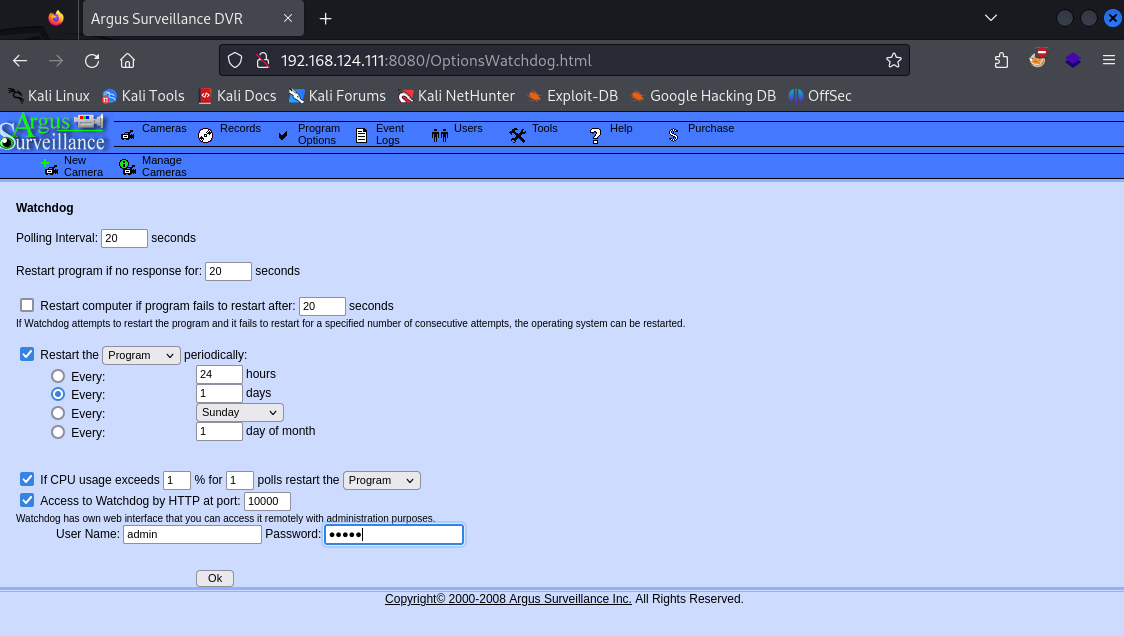 Argus Surveillance DVR
192.168.124.111:8080/OptionsWatchdog.html
Kali Linux Kali Tools Kali Docs Kali Forums Kali NetHunter Exploit-DB Google Hacking DB OffSec
Argus Surveillance
Cameras Records Program Options Event Logs Users Tools Help Purchase
New Camera Manage Cameras
Watchdog
Polling Interval: 20 seconds
Restart program if no response for: 20 seconds
Restart computer if program fails to restart after: 20 seconds
If Watchdog attempts to restart the program and it fails to restart for a specified number of consecutive attempts, the operating system can be restarted.
Restart the Program periodically:
Every: 24 hours
Every: 1 days
Every: Sunday
Every: 1 day of month
If CPU usage exceeds 1 % for 1 polls restart the Program
Access to Watchdog by HTTP at port: 10000
Watchdog has own web interface that you can access it remotely with administration purposes.
User Name: admin Password: •••••
Ok
Copyright© 2000-2008 Argus Surveillance Inc. All Rights Reserved.